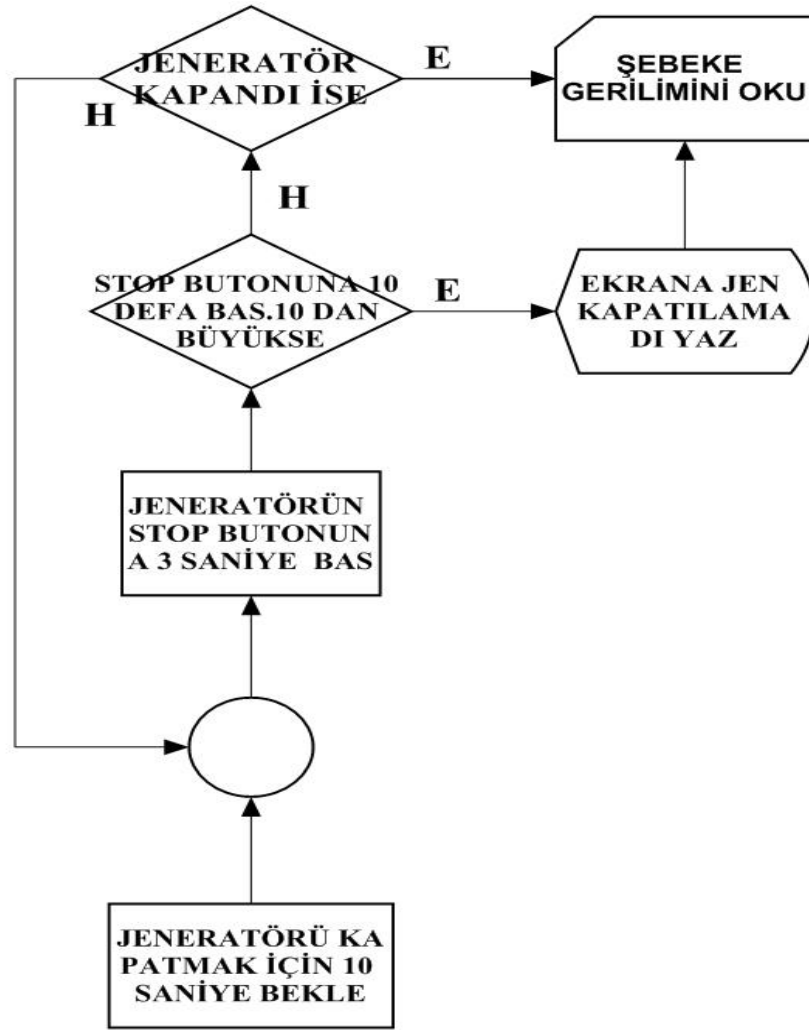 JENERATÖR
KAPANDI İSE
E
ŞEBEKE
GERİLİMİNİ OKU
H
H
STOP BUTONUNA 10
DEFA BAS.10 DAN
BÜYÜKSE
E
EKRANA JEN
KAPATILAMA
DI YAZ
JENERATÖRÜN
STOP BUTONUN
A 3 SANİYE BAS
JENERATÖRÜ KA
PATMAK İÇİN 10
SANİYE BEKLE